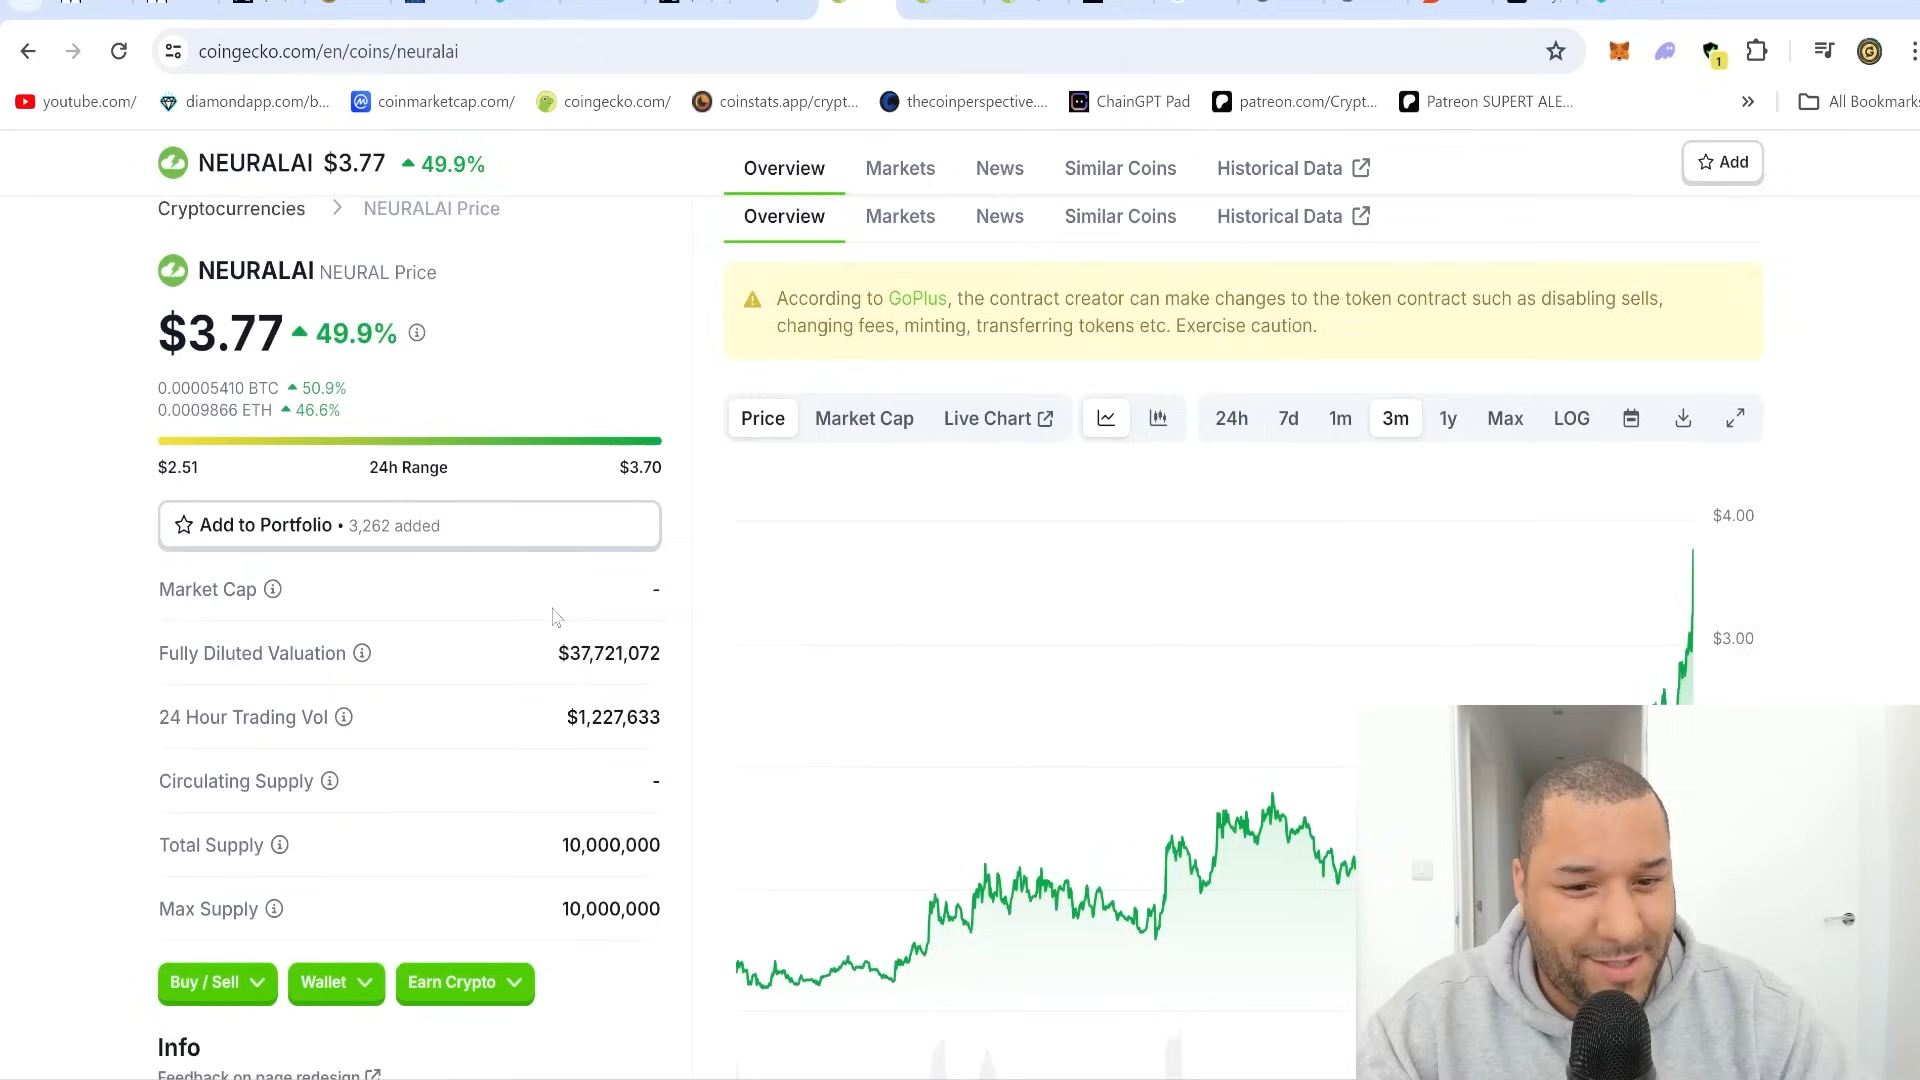 coingecko.com/en/coins/neuralai
1
youtube.com/
diamondapp.com/b...
coinmarketcap.com/
coingecko.com/
coinstats.app/crypt...
thecoinperspective....
ChainGPT Pad
patreon.com/Crypt...
Patreon SUPERT ALE...
All Bookmarks
NEURALAI $3.77 49.9%
Overview Markets News Similar Coins Historical Data
Add
Cryptocurrencies NEURALAI Price
Overview Markets News Similar Coins Historical Data
NEURALAI NEURAL Price
$3.77 49.9%
0.00005410 BTC 50.9%
0.0009866 ETH 46.6%
$2.51 24h Range $3.70
Add to Portfolio • 3,262 added
Market Cap -
Fully Diluted Valuation $37,721,072
24 Hour Trading Vol $1,227,633
Circulating Supply -
Total Supply 10,000,000
Max Supply 10,000,000
Buy / Sell Wallet Earn Crypto
Info
Feedback on page redesign
According to GoPlus, the contract creator can make changes to the token contract such as disabling sells,
changing fees, minting, transferring tokens etc. Exercise caution.
Price Market Cap Live Chart 24h 7d 1m 3m 1y Max LOG
$4.00
$3.00